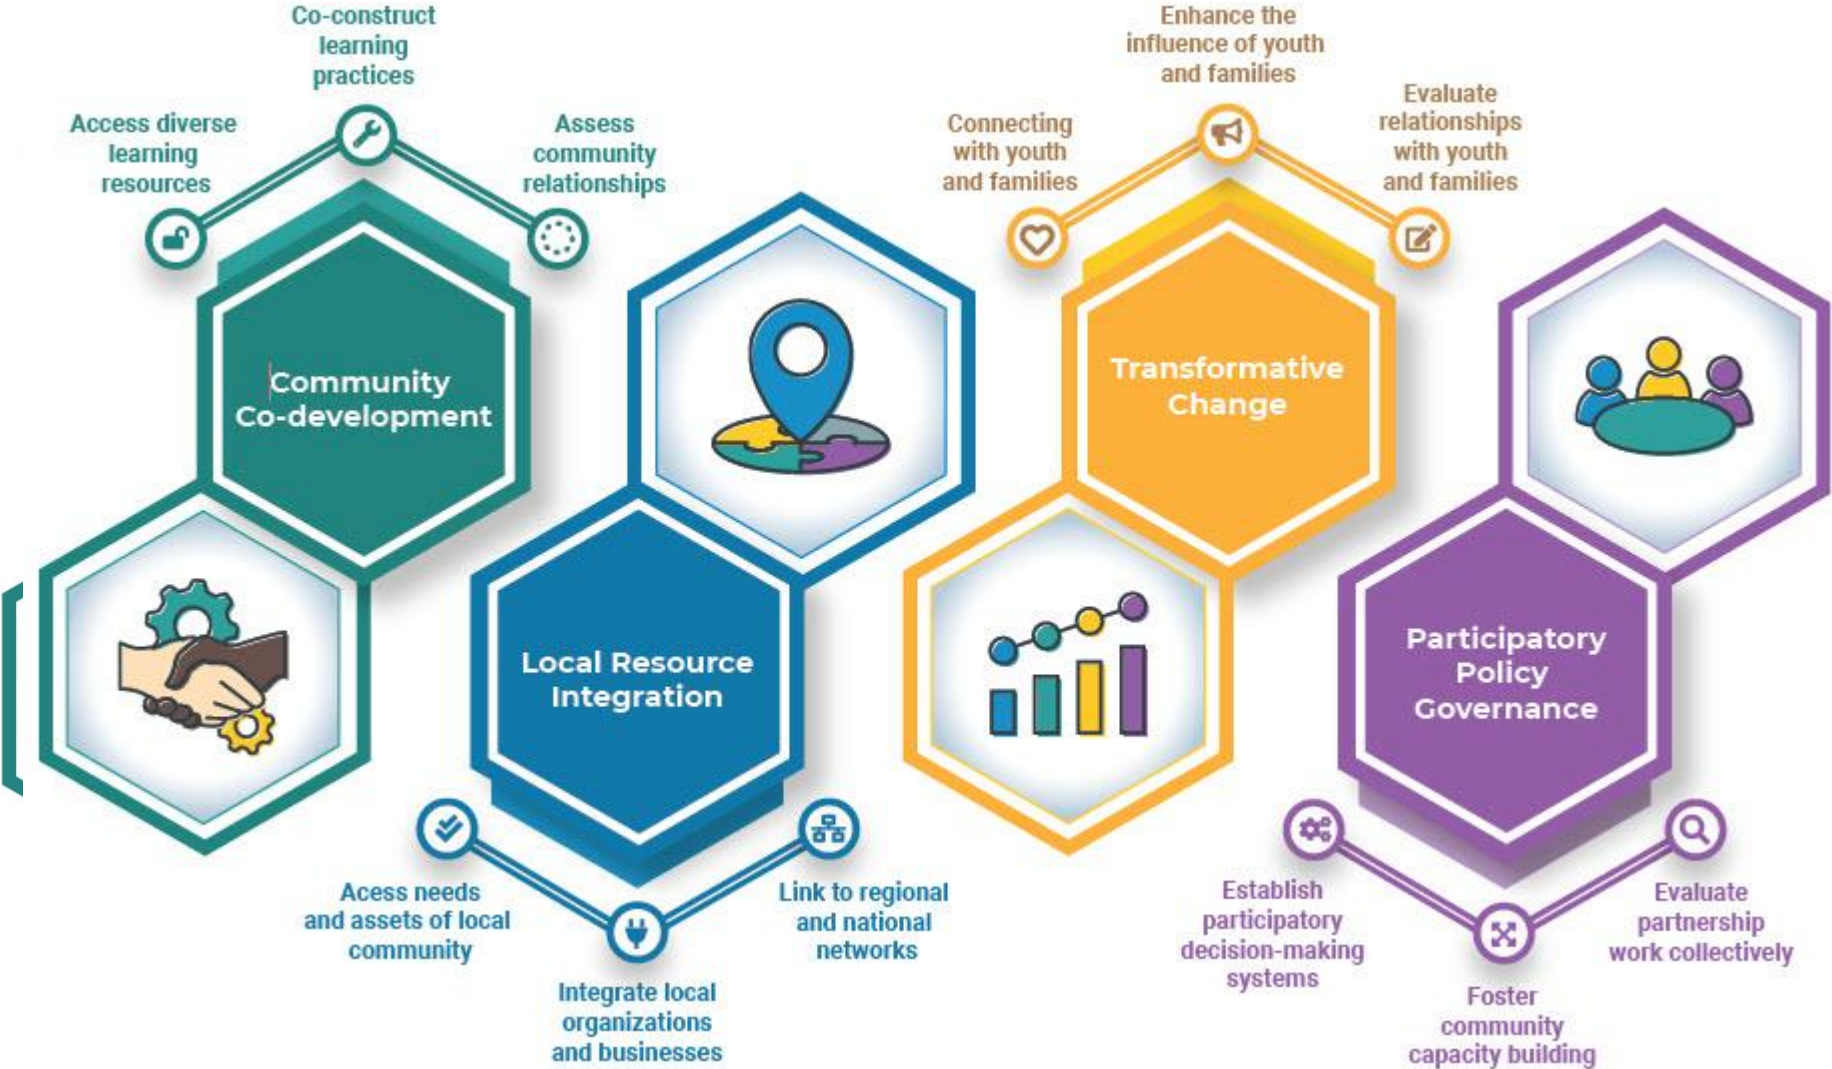 Co-construct
learning
practices
Access diverse
learning
resources
Assess
community
relationships
Community
Co-development
Local Resource
Integration
Acess needs
and assets of local
community
Integrate local
organizations
and businesses
Link to regional
and national
networks
Enhance the
influence of youth
and families
Connecting
with youth
and families
Evaluate
relationships
with youth
and families
Transformative
Change
Participatory
Policy
Governance
Establish
participatory
decision-making
systems
Foster
community
capacity building
Evaluate
partnership
work collectively